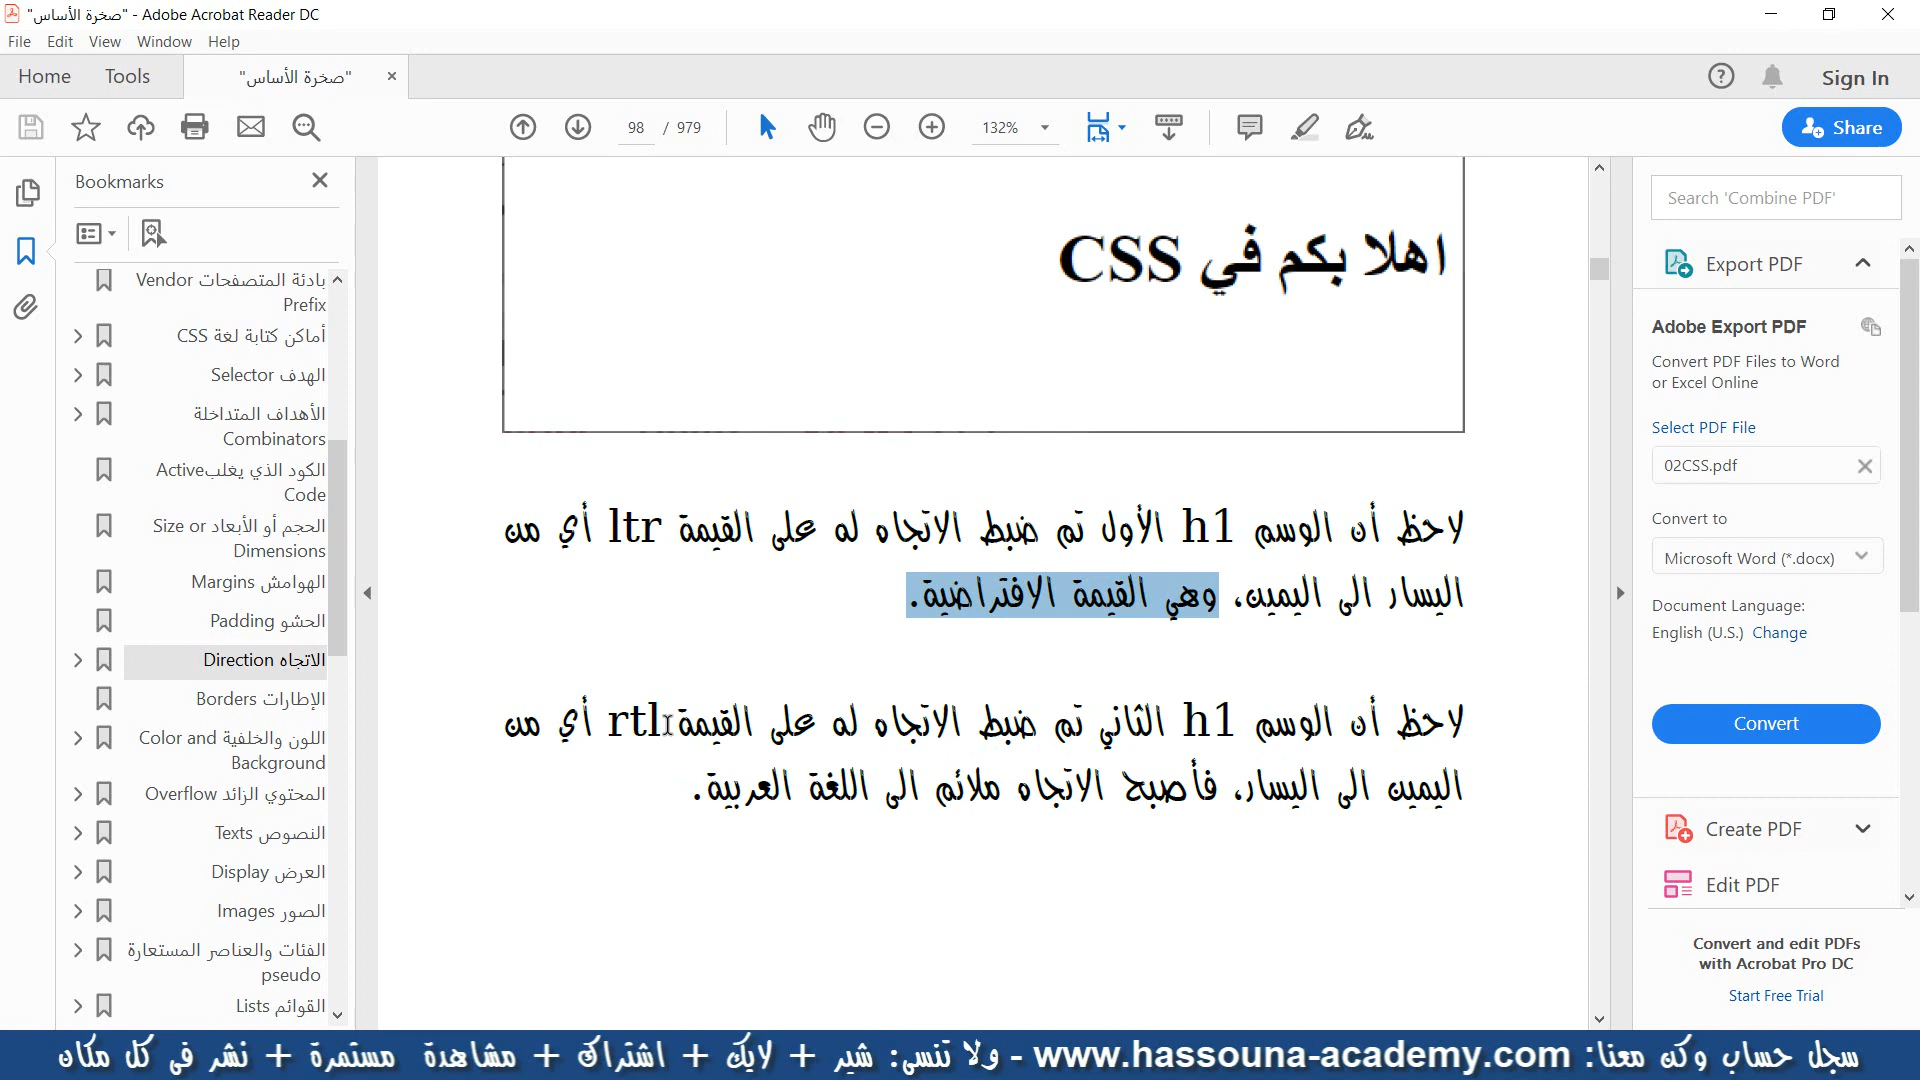 "صخرة الأساس" - Adobe Acrobat Reader DC
File Edit View Window Help
Home Tools "صخرة الأساس" Sign In
98 / 979 132% Share
Bookmarks
بادئة المتصفحات Vendor
Prefix
أماكن كتابة لغة CSS
الهدف Selector
الأهداف المتداخلة
Combinators
الكود الذي يغلب Active
Code
الحجم أو الأبعاد Size or
Dimensions
الهوامش Margins
الحشو Padding
الاتجاه Direction
الإطارات Borders
اللون والخلفية Color and
Background
المحتوي الزائد Overflow
النصوص Texts
العرض Display
الصور Images
الفئات والعناصر المستعارة
pseudo
القوائم Lists
اهلا بكم في CSS
لاحظ أن الوسم h1 الأول تم ضبط الاتجاه له على القيمة ltr أي من
اليسار الى اليمين، وهي القيمة الافتراضية.
لاحظ أن الوسم h1 الثاني تم ضبط الاتجاه له على القيمة rtl أي من
اليمين الى اليسار، فأصبح الاتجاه ملائم الى اللغة العربية.
Search 'Combine PDF'
Export PDF
Adobe Export PDF
Convert PDF Files to Word
or Excel Online
Select PDF File
02CSS.pdf
Convert to
Microsoft Word (*.docx)
Document Language:
English (U.S.) Change
Convert
Create PDF
Edit PDF
Convert and edit PDFs
with Acrobat Pro DC
Start Free Trial
سجل حساب وكن معنا: www.hassouna-academy.com - ولا تنسى: شير + لايك + اشتراك + مشاهدة مستمرة + نشر في كل مكان